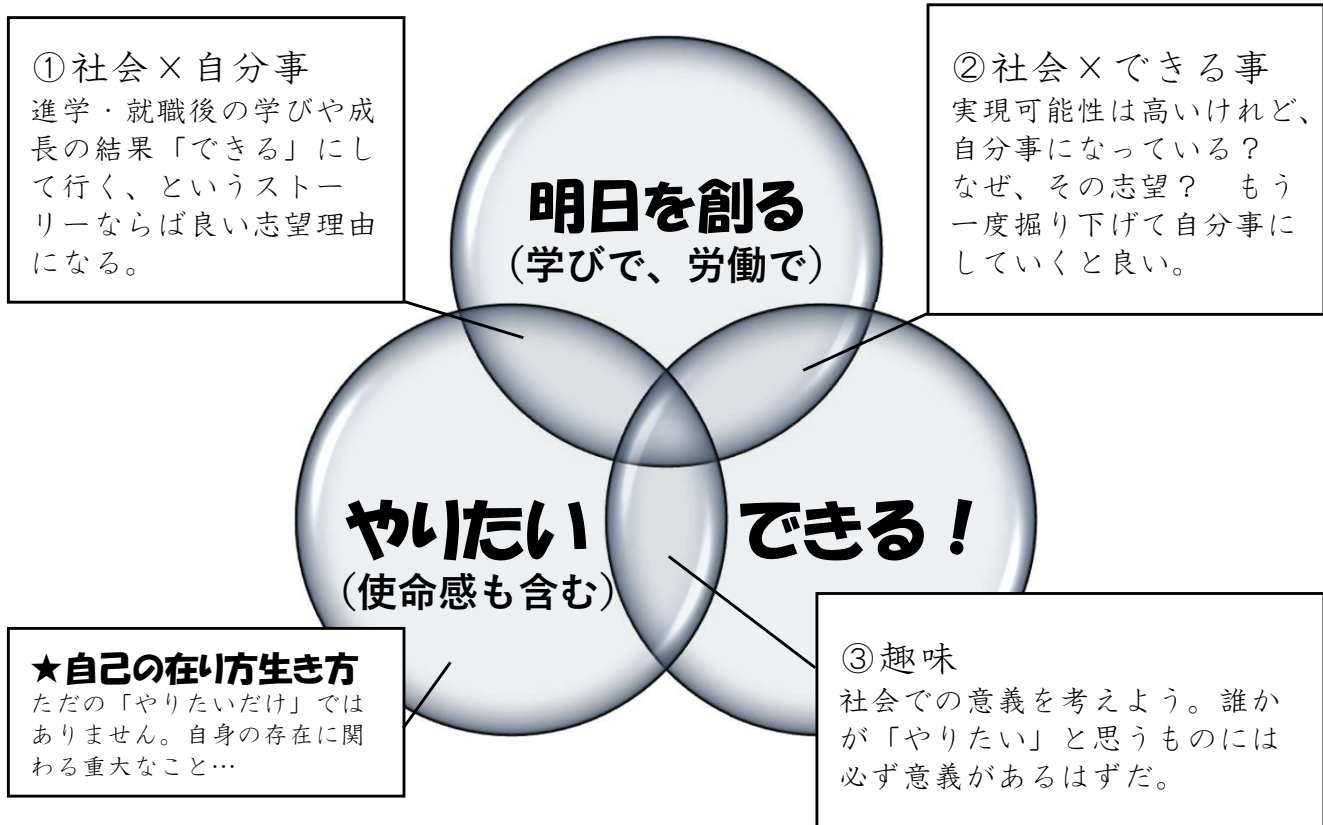 ①社会×自分事
進学・就職後の学びや成
長の結果「できる」にし
て行く、というストー
リーならば良い志望理由
になる。
②社会×できる事
実現可能性は高いけれど、
自分事になっている?
なぜ、その志望? もう
一度掘り下げて自分事に
していくと良い。
明日を創る
(学びで、労働で)
やりたい
(使命感も含む)
できる!
★自己の在り方生き方
ただの「やりたいだけ」では
ありません。自身の存在に関
わる重大なこと…
③趣味
社会での意義を考えよう。誰か
が「やりたい」と思うものには
必ず意義があるはずだ。